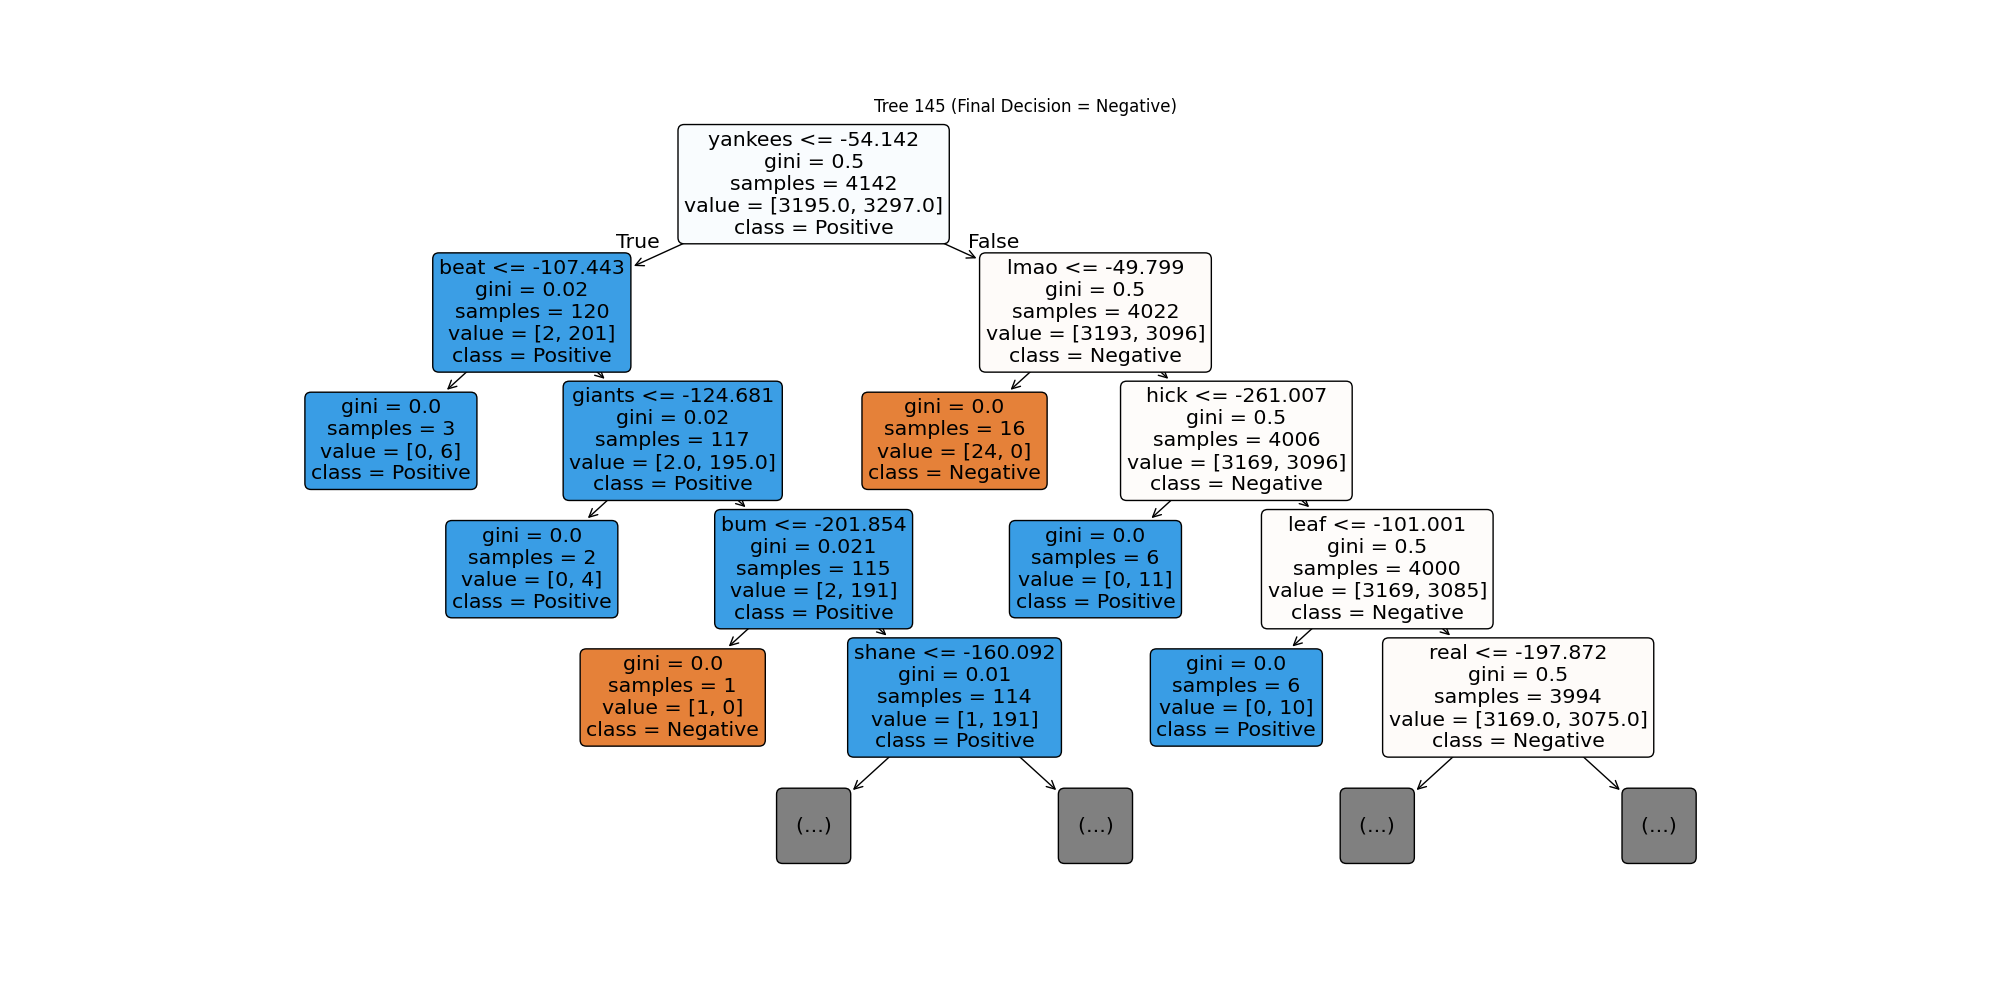 Tree 145 (Final Decision = Negative)
yankees <= -54.142
gini = 0.5
samples = 4142
value = [3195.0, 3297.0]
class = Positive
True
False
beat <= -107.443
gini = 0.02
samples = 120
value = [2, 201]
class = Positive
lmao <= -49.799
gini = 0.5
samples = 4022
value = [3193, 3096]
class = Negative
gini = 0.0
samples = 3
value = [0, 6]
class = Positive
giants <= -124.681
gini = 0.02
samples = 117
value = [2.0, 195.0]
class = Positive
gini = 0.0
samples = 16
value = [24, 0]
class = Negative
hick <= -261.007
gini = 0.5
samples = 4006
value = [3169, 3096]
class = Negative
gini = 0.0
samples = 2
value = [0, 4]
class = Positive
bum <= -201.854
gini = 0.021
samples = 115
value = [2, 191]
class = Positive
gini = 0.0
samples = 6
value = [0, 11]
class = Positive
leaf <= -101.001
gini = 0.5
samples = 4000
value = [3169, 3085]
class = Negative
gini = 0.0
samples = 1
value = [1, 0]
class = Negative
shane <= -160.092
gini = 0.01
samples = 114
value = [1, 191]
class = Positive
gini = 0.0
samples = 6
value = [0, 10]
class = Positive
real <= -197.872
gini = 0.5
samples = 3994
value = [3169.0, 3075.0]
class = Negative
(...)
(...)
(...)
(...)